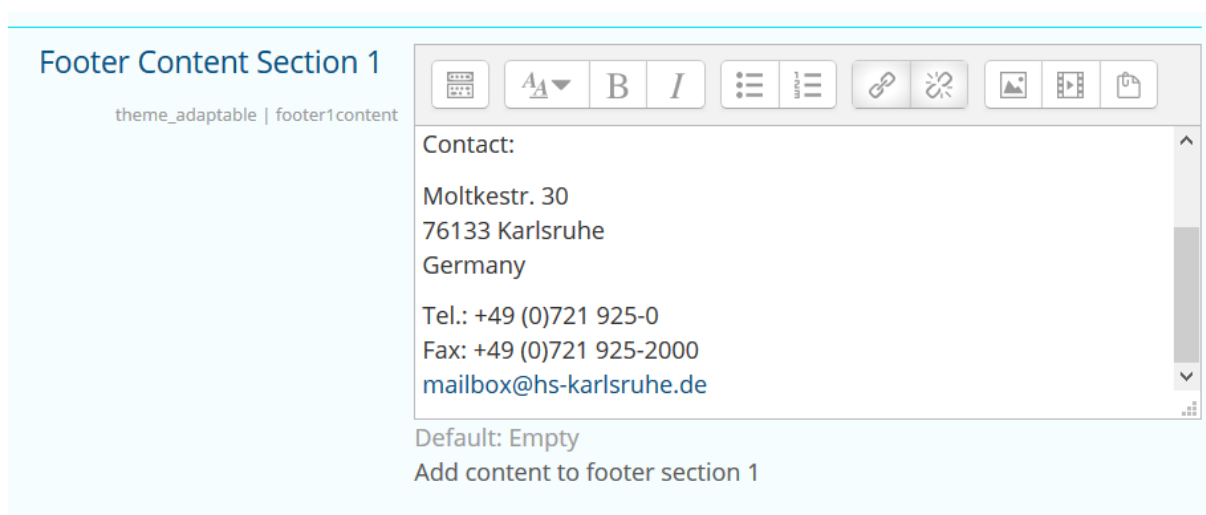 Footer Content Section 1
theme_adaptable | footer1content
Contact:
Moltkestr. 30
76133 Karlsruhe
Germany
Tel.: +49 (0)721 925-0
Fax: +49 (0)721 925-2000
mailbox@hs-karlsruhe.de
Default: Empty
Add content to footer section 1